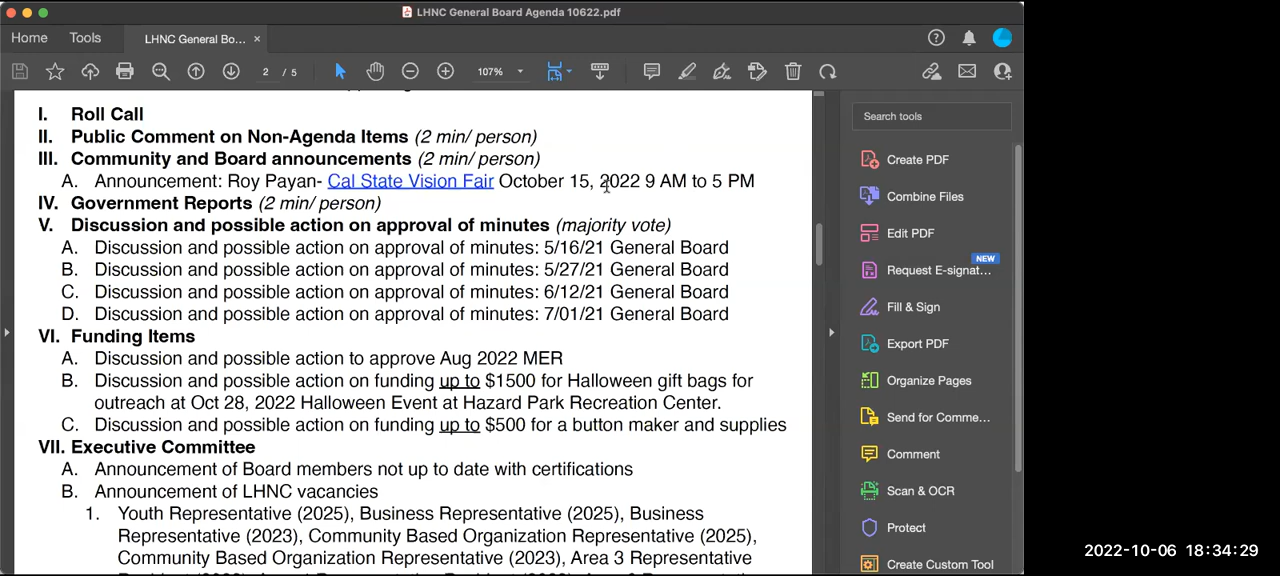 LHNC General Board Agenda 10622.pdf
Home Tools LHNC General Bo... ×
2 / 5 107%
I. Roll Call
II. Public Comment on Non-Agenda Items (2 min/ person)
III. Community and Board announcements (2 min/ person)
A. Announcement: Roy Payan- Cal State Vision Fair October 15, 2022 9 AM to 5 PM
IV. Government Reports (2 min/ person)
V. Discussion and possible action on approval of minutes (majority vote)
A. Discussion and possible action on approval of minutes: 5/16/21 General Board
B. Discussion and possible action on approval of minutes: 5/27/21 General Board
C. Discussion and possible action on approval of minutes: 6/12/21 General Board
D. Discussion and possible action on approval of minutes: 7/01/21 General Board
VI. Funding Items
A. Discussion and possible action to approve Aug 2022 MER
B. Discussion and possible action on funding up to $1500 for Halloween gift bags for
outreach at Oct 28, 2022 Halloween Event at Hazard Park Recreation Center.
C. Discussion and possible action on funding up to $500 for a button maker and supplies
VII. Executive Committee
A. Announcement of Board members not up to date with certifications
B. Announcement of LHNC vacancies
1. Youth Representative (2025), Business Representative (2025), Business
Representative (2023), Community Based Organization Representative (2025),
Community Based Organization Representative (2023), Area 3 Representative
Search tools
Create PDF
Combine Files
Edit PDF
NEW
Request E-signat...
Fill & Sign
Export PDF
Organize Pages
Send for Comme...
Comment
Scan & OCR
Protect
Create Custom Tool
2022-10-06 18:34:29